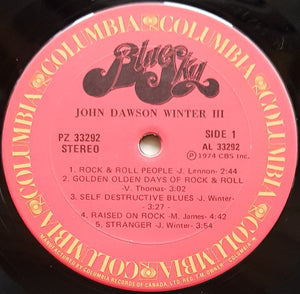 COLUMBIA COLUMBIA COLUMBIA COLUMBIA COLUMBIA COLUMBIA
Blue Sky
JOHN DAWSON WINTER III
PZ 33292
STEREO
SIDE 1
AL 33292
℗ 1974 CBS Inc.
1. ROCK & ROLL PEOPLE -J. Lennon- 2:44
2. GOLDEN OLDEN DAYS OF ROCK & ROLL
-V. Thomas- 3:02
3. SELF DESTRUCTIVE BLUES -J. Winter-
- 3:27 -
4. RAISED ON ROCK -M. James- 4:42
5. STRANGER -J. Winter- 3:54
MANUFACTURED BY COLUMBIA RECORDS OF CANADA, LTD.